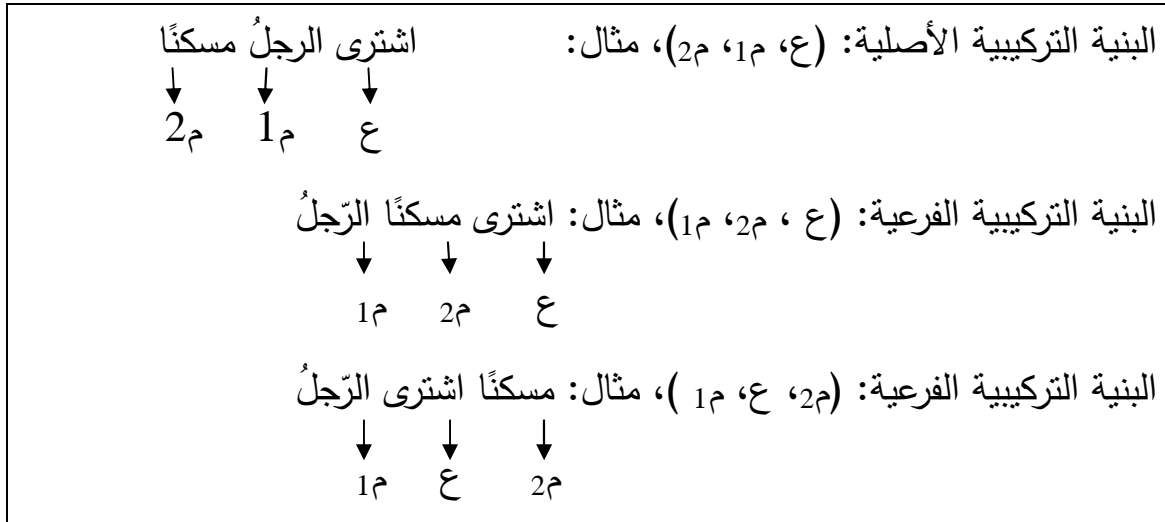 البنية التركيبية الأصلية: (ع، م1، م2)، مثال: اشترى الرجلُ مسكنًا
ع م1 م2
البنية التركيبية الفرعية: (ع ، م2، م1)، مثال: اشترى مسكنًا الرّجلُ
ع م2 م1
البنية التركيبية الفرعية: (م2، ع، م1 )، مثال: مسكنًا اشترى الرّجلُ
م2 ع م1